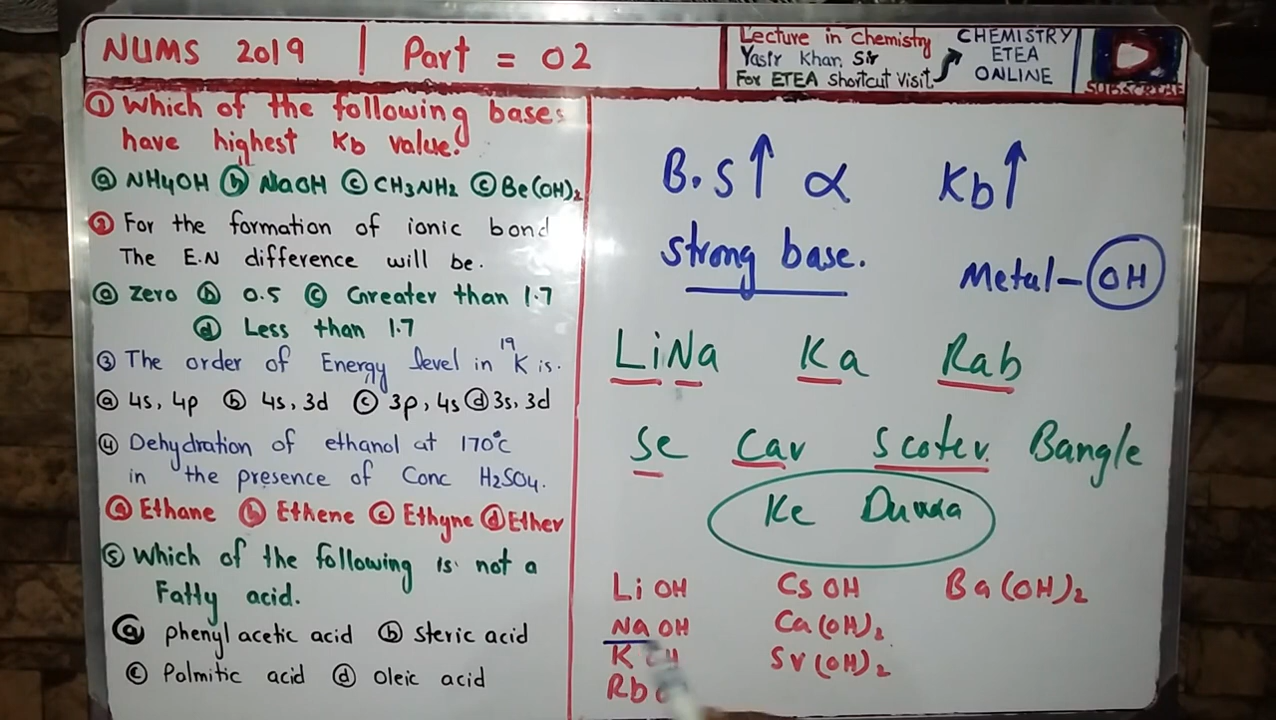 NUMS 2019 | Part = 02
Lecture in Chemistry
Yasir Khan Sir
For ETEA Shortcut Visit
CHEMISTRY
ETEA
ONLINE
SUBSCRIBE
① Which of the following bases
have highest Kb value.
ⓐ NH4OH ⓑ NaOH ⓒ CH3NH2 ⓒ Be(OH)2
② For the formation of ionic bond
The E.N difference will be.
ⓐ Zero ⓑ 0.5 ⓒ Greater than 1.7
ⓓ Less than 1.7
③ The order of Energy level in 19K is.
ⓐ 4s, 4p ⓑ 4s, 3d ⓒ 3p, 4s ⓓ 3s, 3d
④ Dehydration of ethanol at 170°c
in the presence of Conc H2SO4.
ⓐ Ethane ⓑ Ethene ⓒ Ethyne ⓓ Ether
⑤ Which of the following is not a
Fatty acid.
ⓐ phenyl acetic acid ⓑ Steric acid
ⓒ Palmitic acid ⓓ oleic acid
B.S↑ ∝ Kb↑
strong base.
Metal-OH
LiNa Ka Rab
Se Car Scoter Bangle
Ke
LiOH CsOH Ba(OH)2
NaOH Ca(OH)2
K Sr(OH)2
Rb